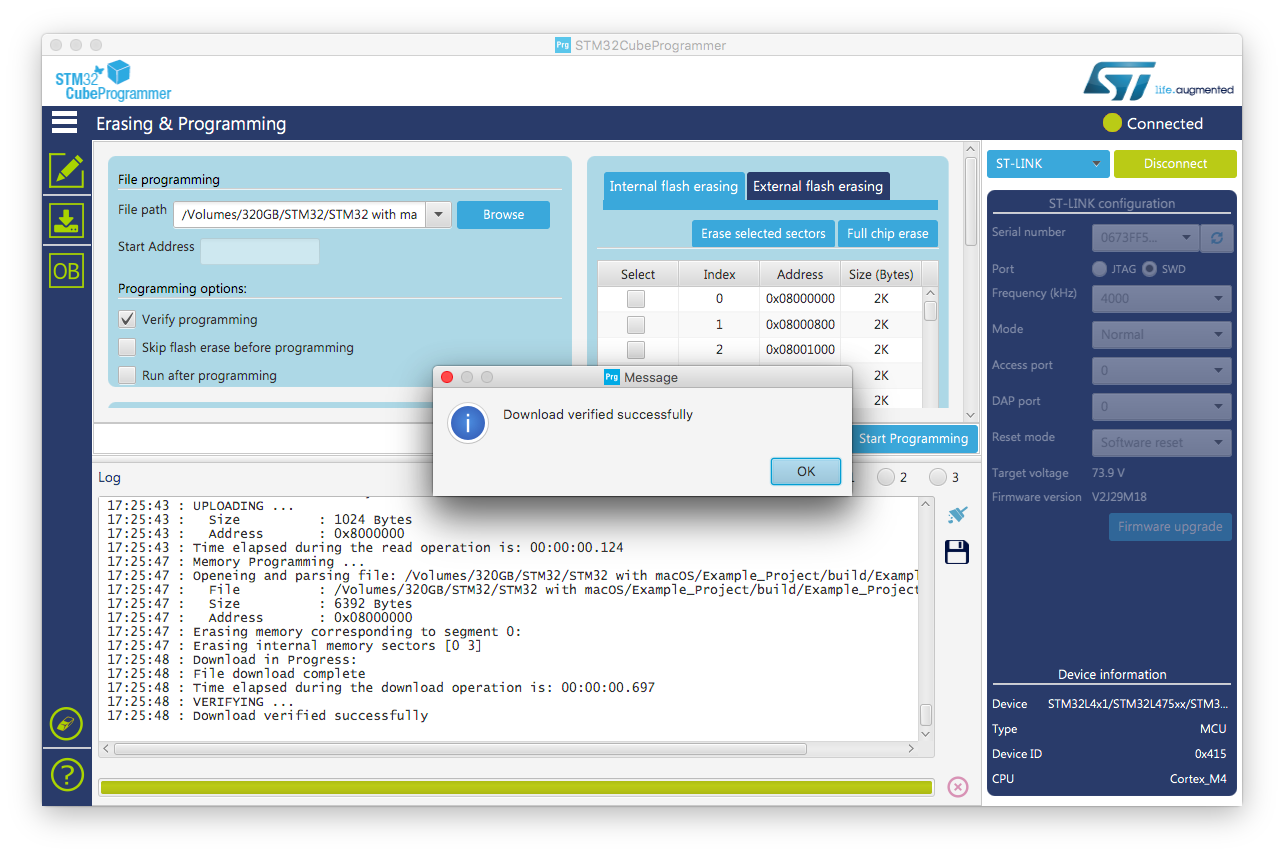 Prg STM32CubeProgrammer
STM32
CubeProgrammer
ST life.augmented
Erasing & Programming
Connected
File programming
File path /Volumes/320GB/STM32/STM32 with ma Browse
Start Address
Programming options:
Verify programming
Skip flash erase before programming
Run after programming
Internal flash erasing External flash erasing
Erase selected sectors Full chip erase
Select Index Address Size (Bytes)
0 0x08000000 2K
1 0x08000800 2K
2 0x08001000 2K
2K
2K
ST-LINK Disconnect
ST-LINK configuration
Serial number 0673FF5...
Port JTAG SWD
Frequency (kHz) 4000
Mode Normal
Access port 0
DAP port 0
Reset mode Software reset
Target voltage 73.9 V
Firmware version V2J29M18
Firmware upgrade
OB
Prg Message
i Download verified successfully
OK
Start Programming
Log
1 2 3
17:25:43 : UPLOADING ...
17:25:43 :   Size          : 1024 Bytes
17:25:43 :   Address       : 0x8000000
17:25:43 : Time elapsed during the read operation is: 00:00:00.124
17:25:47 : Memory Programming ...
17:25:47 : Openeing and parsing file: /Volumes/320GB/STM32/STM32 with macOS/Example_Project/build/Exampl
17:25:47 :   File          : /Volumes/320GB/STM32/STM32 with macOS/Example_Project/build/Example_Project
17:25:47 :   Size          : 6392 Bytes
17:25:47 :   Address       : 0x08000000
17:25:47 : Erasing memory corresponding to segment 0:
17:25:47 : Erasing internal memory sectors [0 3]
17:25:48 : Download in Progress:
17:25:48 : File download complete
17:25:48 : Time elapsed during the download operation is: 00:00:00.697
17:25:48 : VERIFYING ...
17:25:48 : Download verified successfully
?
Device information
Device STM32L4x1/STM32L475xx/STM3...
Type MCU
Device ID 0x415
CPU Cortex_M4